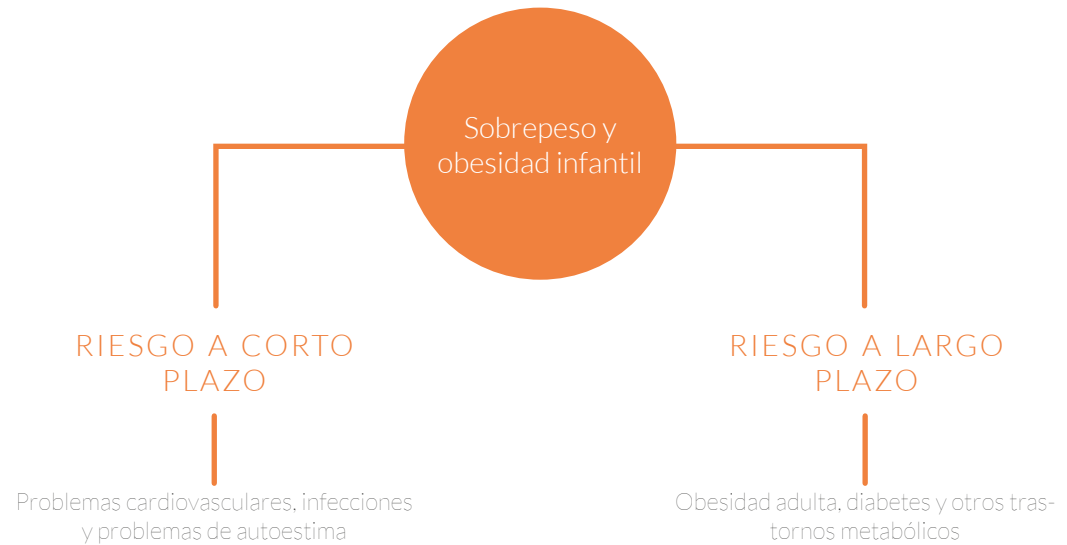 Sobrepeso y
obesidad infantil
RIESGO A CORTO
PLAZO
Problemas cardiovasculares, infecciones
y problemas de autoestima
RIESGO A LARGO
PLAZO
Obesidad adulta, diabetes y otros tras-
tornos metabólicos